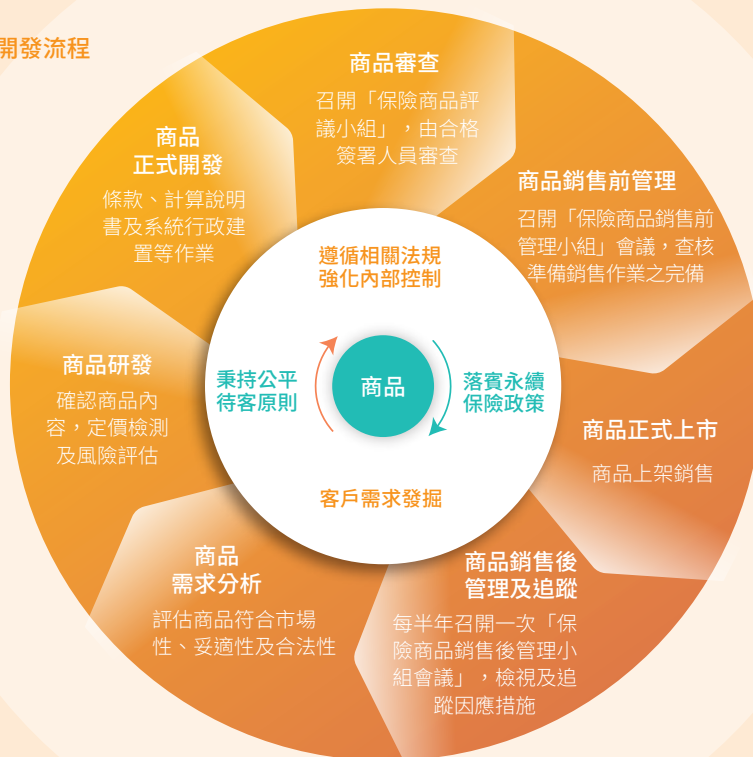 開發流程
商品審查
召開「保險商品評
議小組」，由合格
簽署人員審查
商品銷售前管理
召開「保險商品銷售前
管理小組」會議，查核
準備銷售作業之完備
商品正式上市
商品上架銷售
商品銷售後
管理及追蹤
每半年召開一次「保
險商品銷售後管理小
組會議」，檢視及追
蹤因應措施
商品
需求分析
評估商品符合市場
性、妥適性及合法性
商品研發
確認商品內
容，定價檢測
及風險評估
商品
正式開發
條款、計算說明
書及系統行政建
置等作業
遵循相關法規
強化內部控制
秉持公平
待客原則
商品
落實永續
保險政策
客戶需求發掘